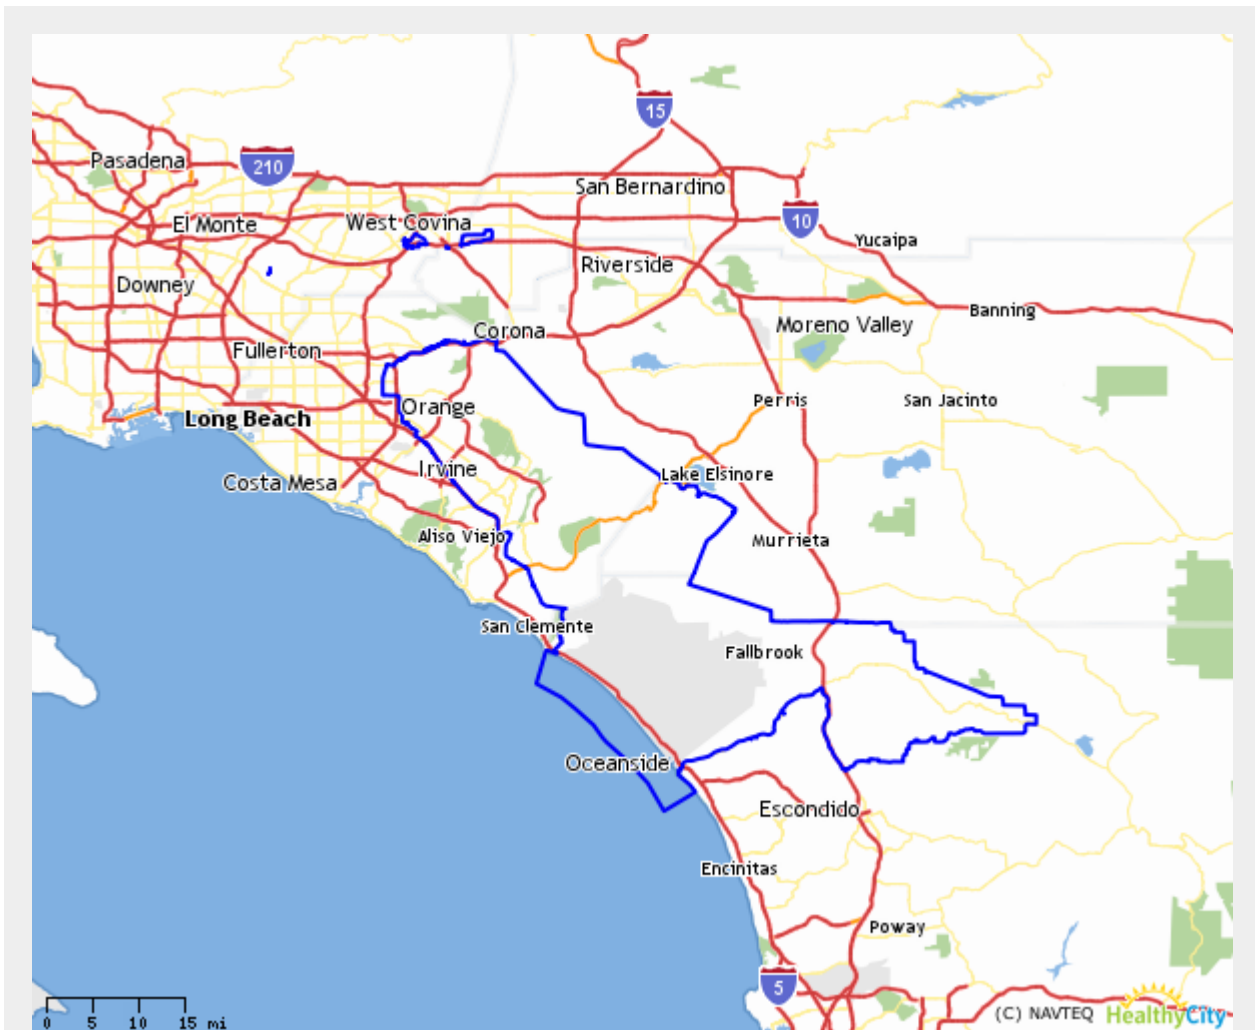 15
Pasadena
210
San Bernardino
El Monte
West Covina
10
Yucaipa
Riverside
Downey
Banning
Corona
Moreno Valley
Fullerton
Perris
San Jacinto
Orange
Long Beach
Irvine
Lake Elsinore
Costa Mesa
Aliso Viejo
Murrieta
San Clemente
Fallbrook
Oceanside
Escondido
Encinitas
Poway
5
0 5 10 15 mi
(C) NAVTEQ HealthyCity